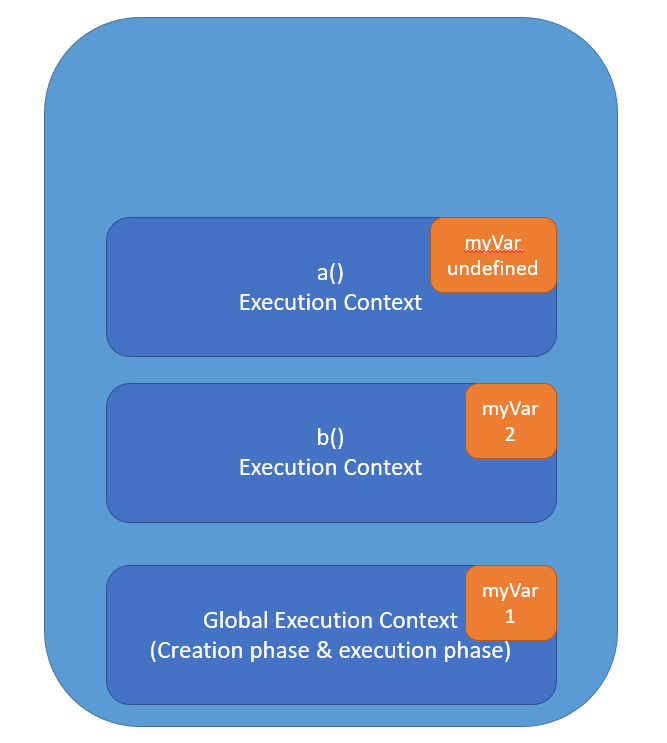 myVar
undefined
a()
Execution Context
myVar
2
b()
Execution Context
myVar
1
Global Execution Context
(Creation phase & execution phase)